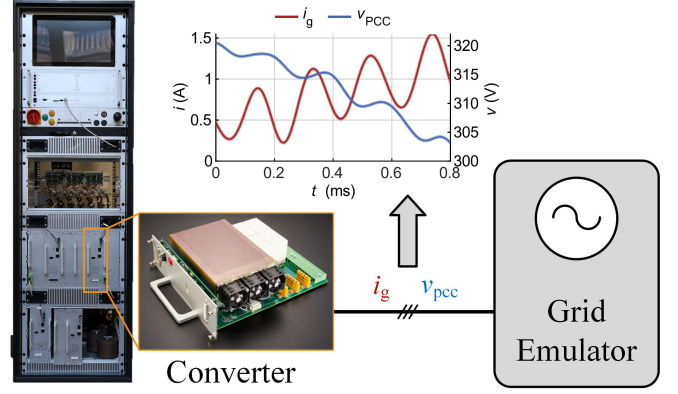 i_g v_PCC
i (A)
1.5
1
0.5
0
320
315
310
305
300
v (V)
0 0.2 0.4 0.6 0.8
t (ms)
i_g v_pcc
Grid
Emulator
Converter